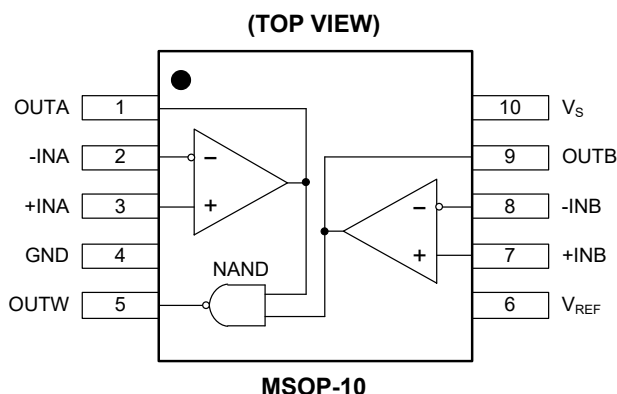 (TOP VIEW)
OUTA 1
-INA 2
+INA 3
GND 4
OUTW 5
10 VS
9 OUTB
8 -INB
7 +INB
6 VREF
− +
− +
NAND
MSOP-10